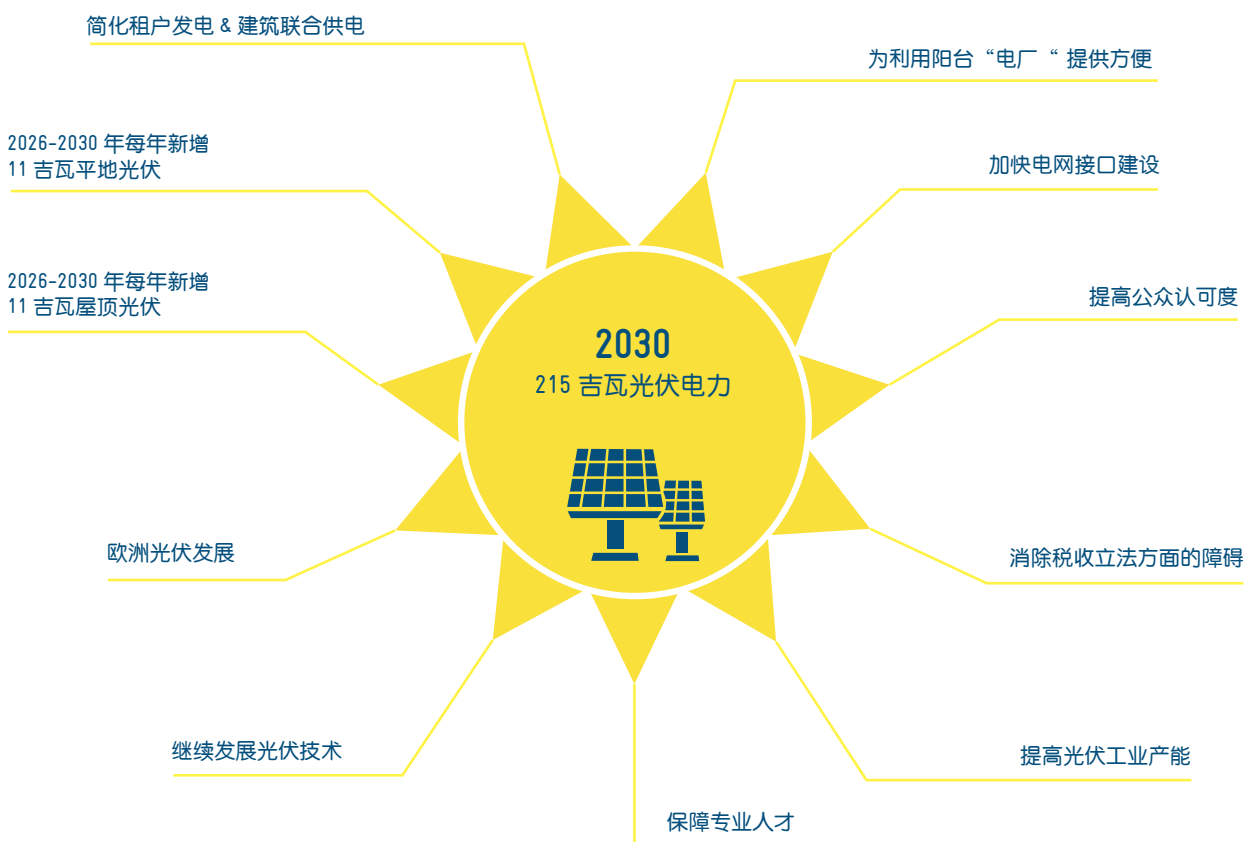 简化租户发电 & 建筑联合供电
为利用阳台“电厂“ 提供方便
2026-2030 年每年新增
11 吉瓦平地光伏
加快电网接口建设
2026-2030 年每年新增
11 吉瓦屋顶光伏
提高公众认可度
2030
215 吉瓦光伏电力
欧洲光伏发展
消除税收立法方面的障碍
继续发展光伏技术
提高光伏工业产能
保障专业人才